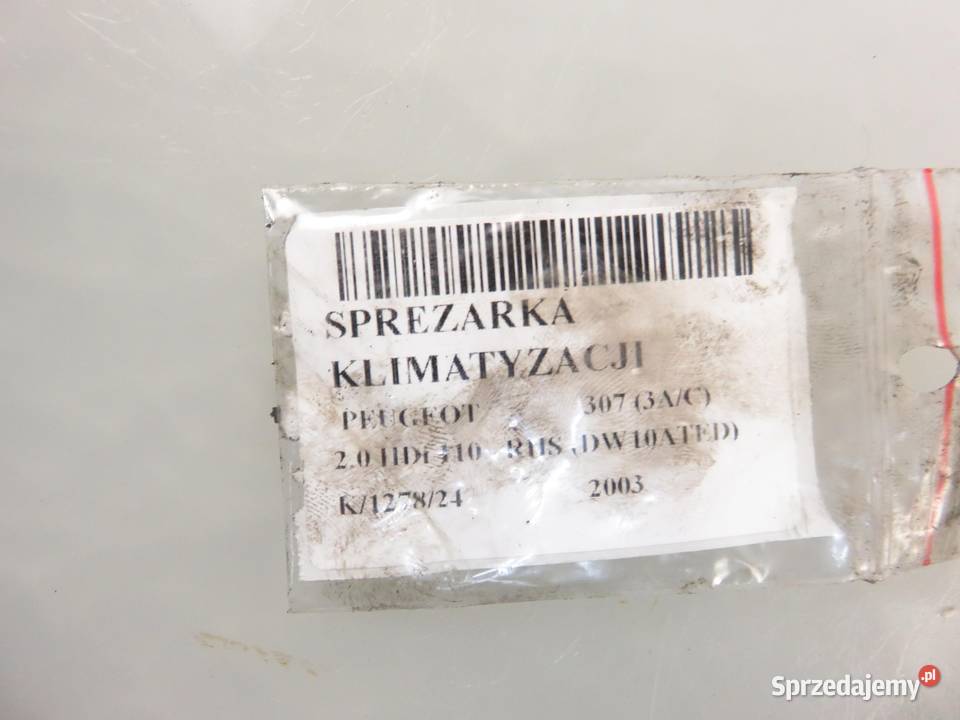 SPREZARKA
KLIMATYZACJI
PEUGEOT 307 (3A/C)
2.0 HDi 110 RHS (DW10ATED)
K/1278/24 2003
Sprzedajemy.pl